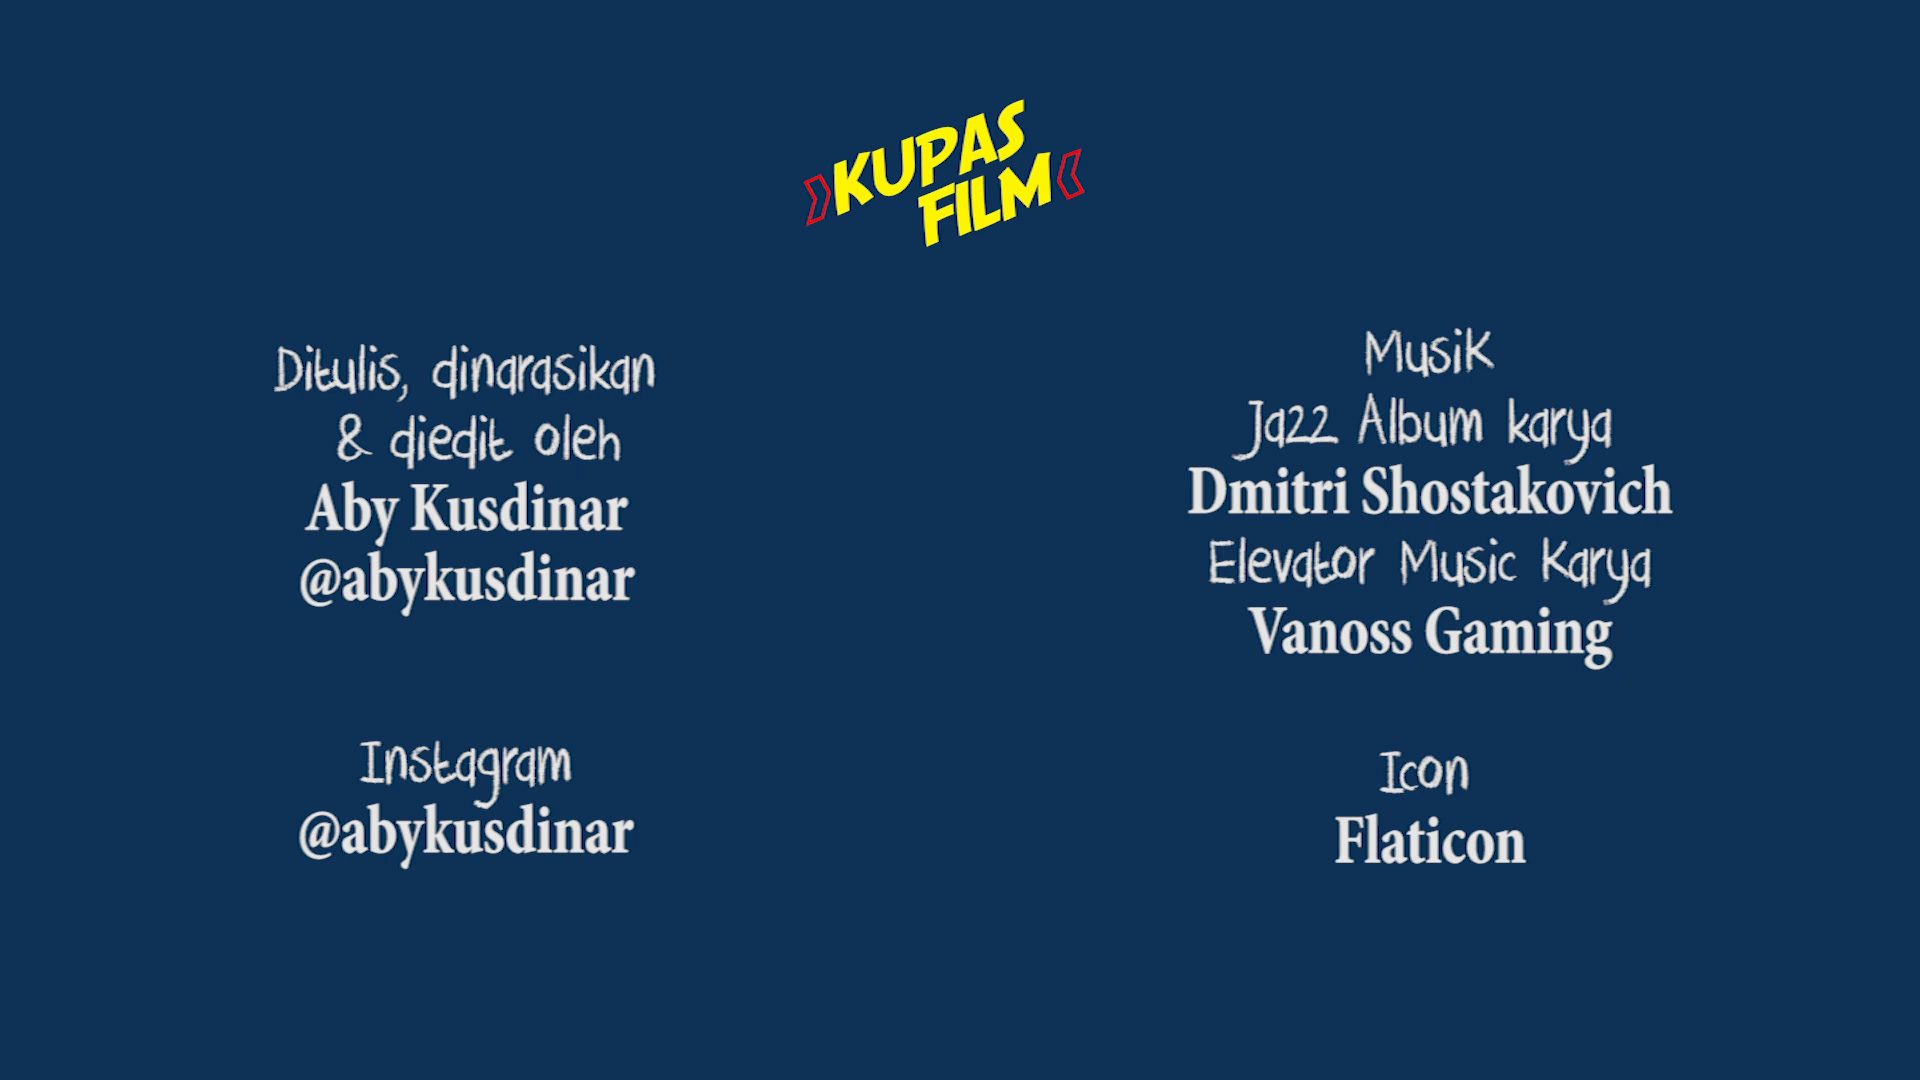 KUPAS
FILM
Ditulis, dinarasikan
& diedit oleh
Aby Kusdinar
@abykusdinar
Instagram
@abykusdinar
Musik
Jazz Album karya
Dmitri Shostakovich
Elevator Music Karya
Vanoss Gaming
Icon
Flaticon